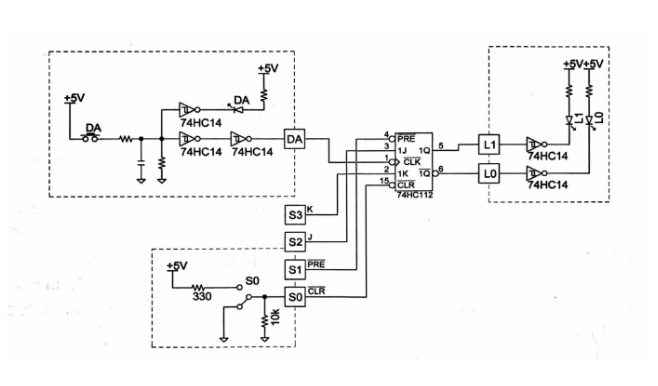 +5V
DA
+5V
DA
74HC14
74HC14
74HC14
DA
4
PRE
3
1J
1Q
5
1
CLK
2
1K
1Q
6
15
CLR
74HC112
L1
L0
74HC14
74HC14
+5V+5V
L1
L0
S3
K
S2
J
S1
PRE
S0
CLR
+5V
330
S0
10k